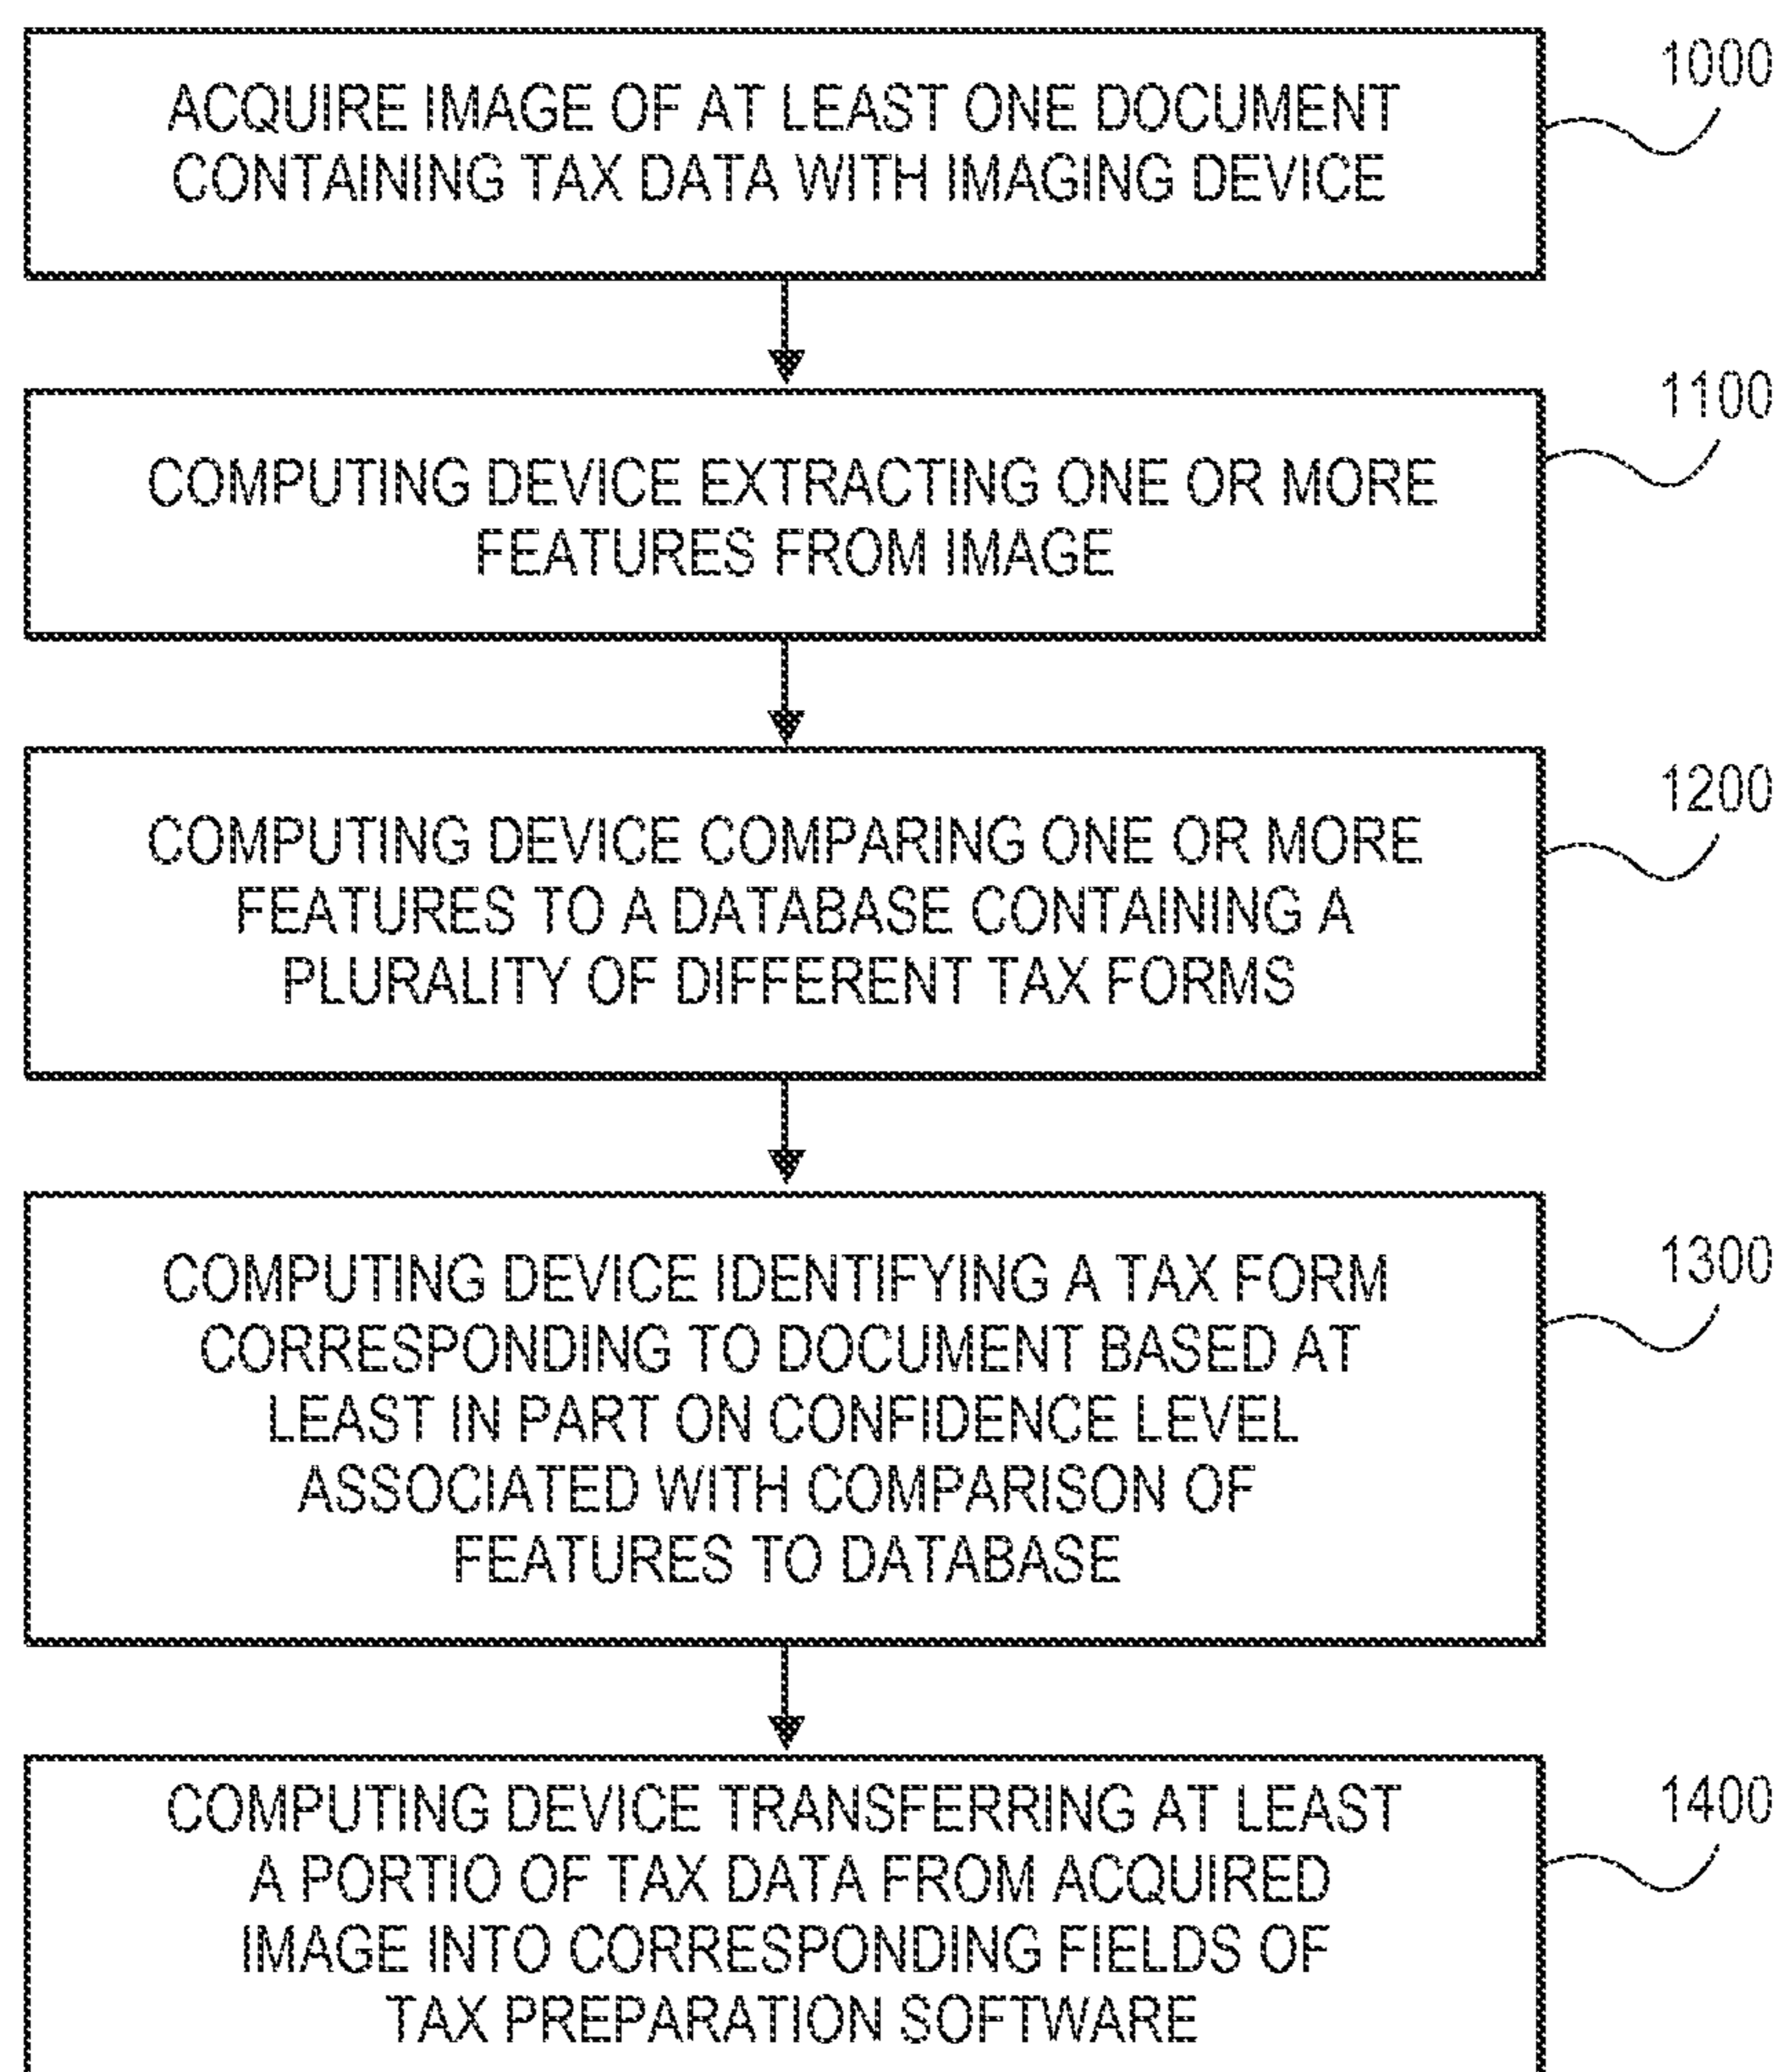 ACQUIRE IMAGE OF AT LEAST ONE DOCUMENT
CONTAINING TAX DATA WITH IMAGING DEVICE
1000
COMPUTING DEVICE EXTRACTING ONE OR MORE
FEATURES FROM IMAGE
1100
COMPUTING DEVICE COMPARING ONE OR MORE
FEATURES TO A DATABASE CONTAINING A
PLURALITY OF DIFFERENT TAX FORMS
1200
COMPUTING DEVICE IDENTIFYING A TAX FORM
CORRESPONDING TO DOCUMENT BASED AT
LEAST IN PART ON CONFIDENCE LEVEL
ASSOCIATED WITH COMPARISON OF
FEATURES TO DATABASE
1300
COMPUTING DEVICE TRANSFERRING AT LEAST
A PORTIO OF TAX DATA FROM ACQUIRED
IMAGE INTO CORRESPONDING FIELDS OF
TAX PREPARATION SOFTWARE
1400